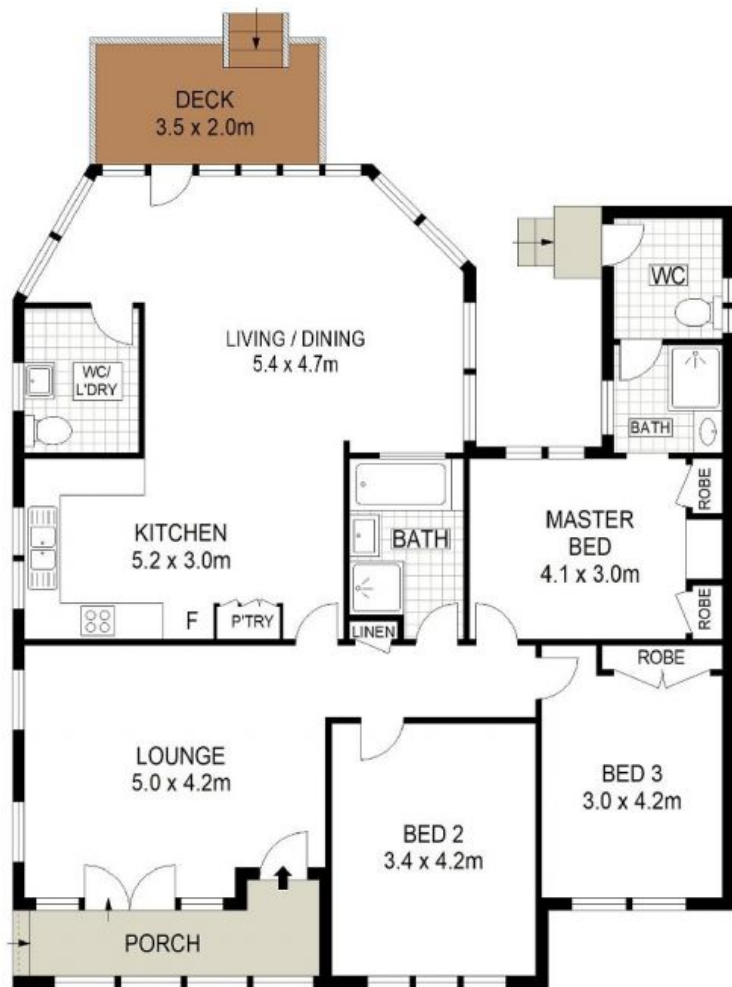 DECK
3.5 x 2.0m
WC
LIVING / DINING
5.4 x 4.7m
WC/
L'DRY
BATH
ROBE
KITCHEN
5.2 x 3.0m
BATH
MASTER
BED
4.1 x 3.0m
F
P'TRY
ROBE
LINEN
ROBE
LOUNGE
5.0 x 4.2m
BED 3
3.0 x 4.2m
BED 2
3.4 x 4.2m
PORCH